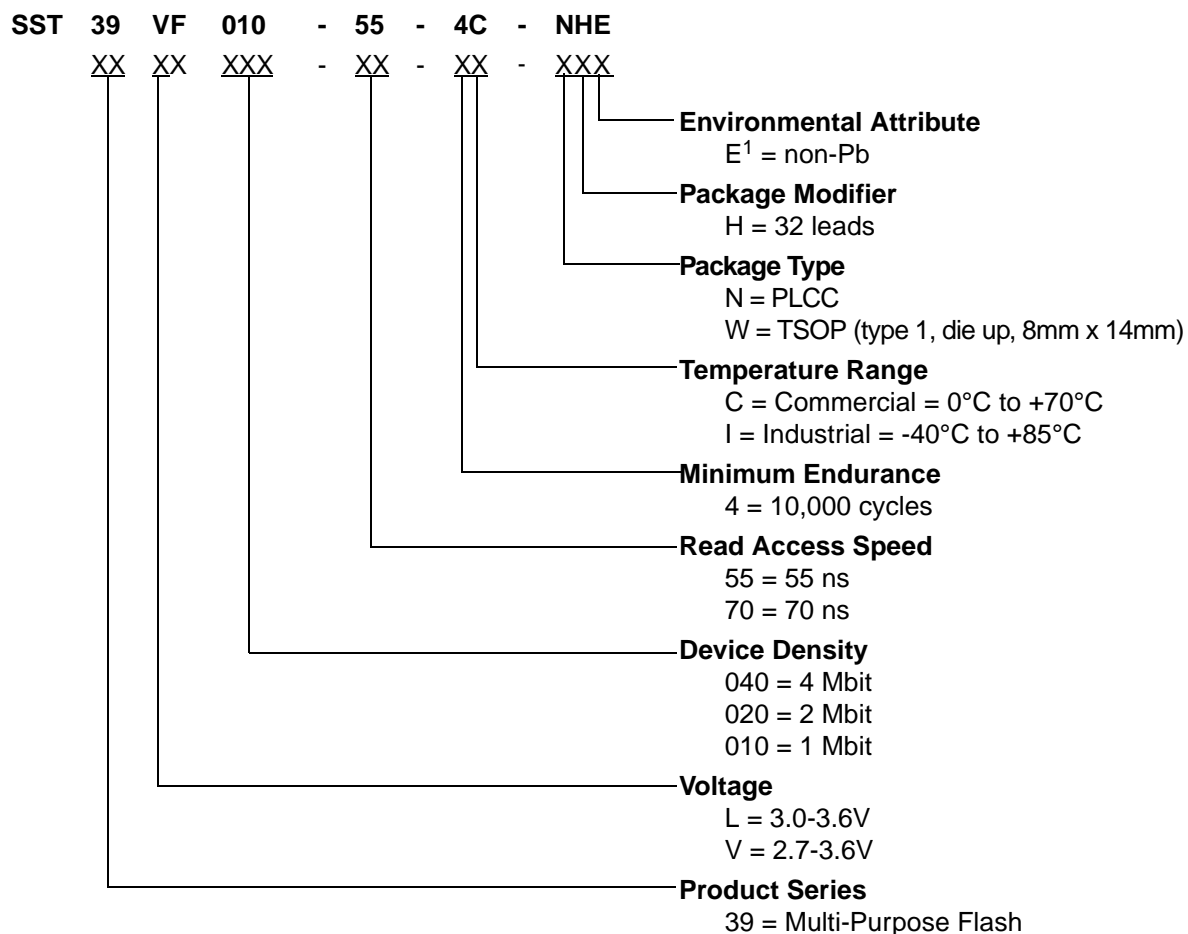 SST 39 VF 010 - 55 - 4C - NHE
XX XX XXX - XX - XX - XXX
Environmental Attribute
E1 = non-Pb
Package Modifier
H = 32 leads
Package Type
N = PLCC
W = TSOP (type 1, die up, 8mm x 14mm)
Temperature Range
C = Commercial = 0°C to +70°C
I = Industrial = -40°C to +85°C
Minimum Endurance
4 = 10,000 cycles
Read Access Speed
55 = 55 ns
70 = 70 ns
Device Density
040 = 4 Mbit
020 = 2 Mbit
010 = 1 Mbit
Voltage
L = 3.0-3.6V
V = 2.7-3.6V
Product Series
39 = Multi-Purpose Flash